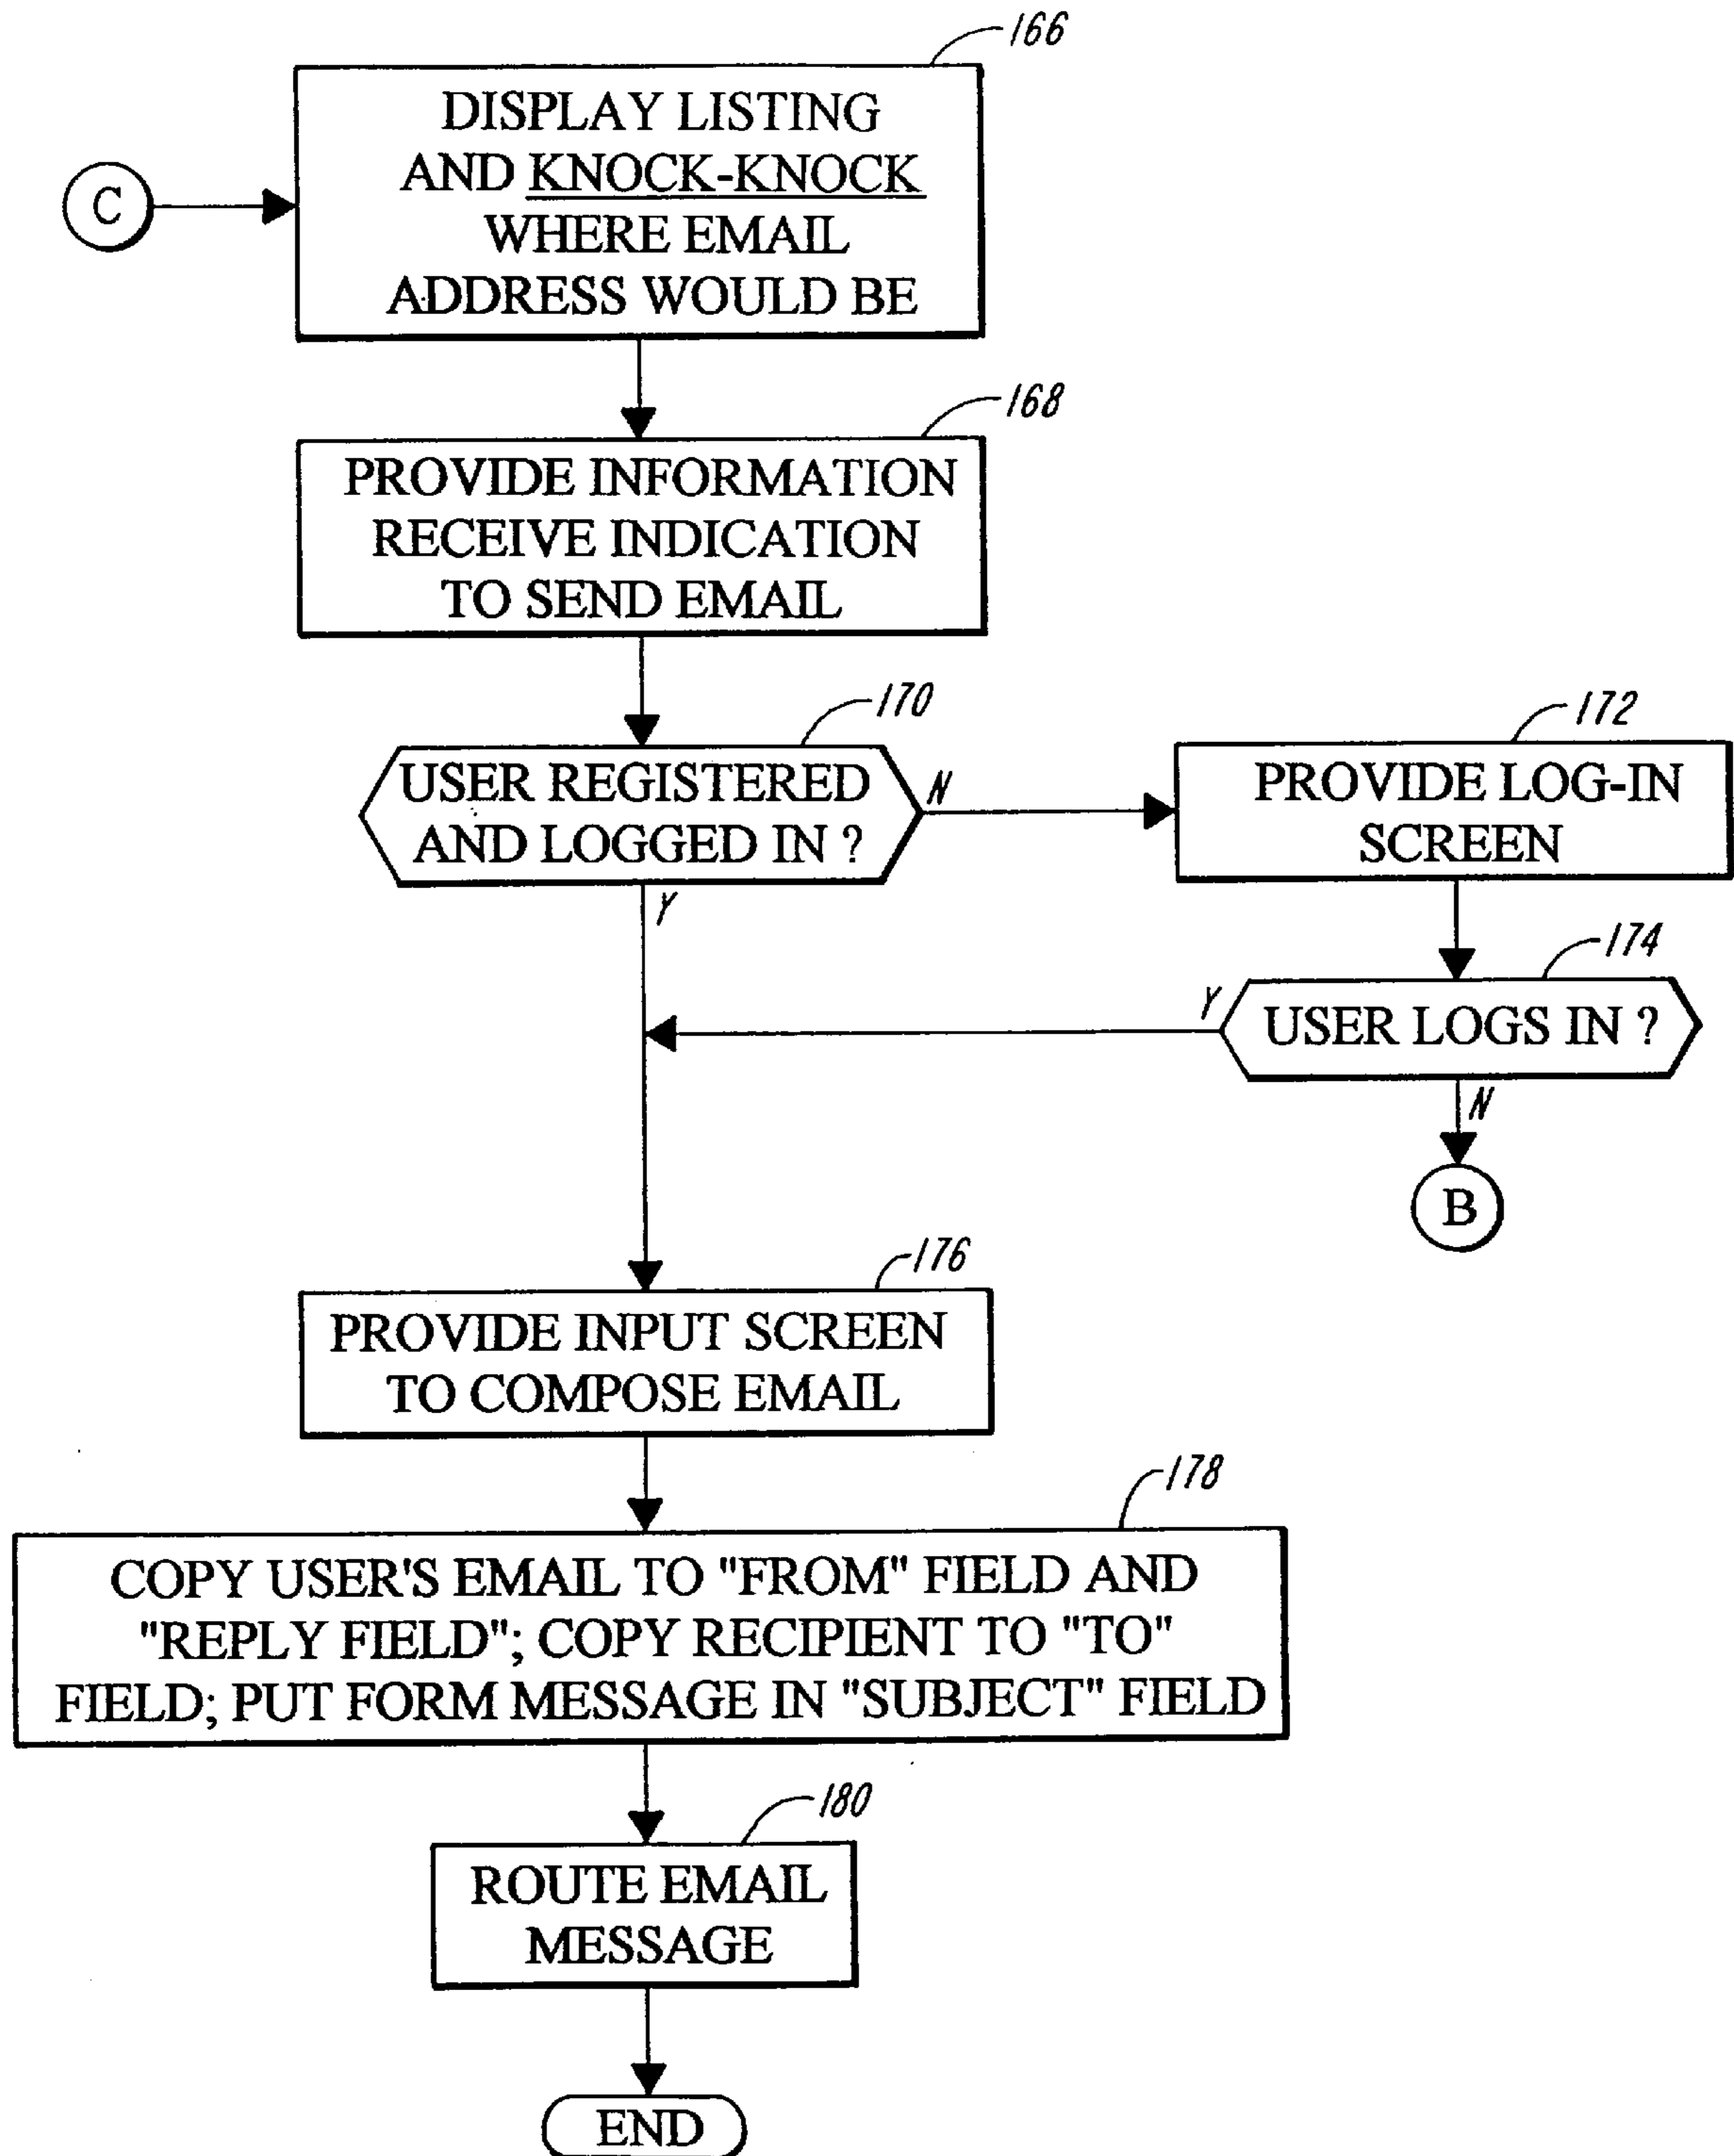 166
DISPLAY LISTING
AND KNOCK-KNOCK
WHERE EMAIL
ADDRESS WOULD BE
C
168
PROVIDE INFORMATION
RECEIVE INDICATION
TO SEND EMAIL
170
USER REGISTERED
AND LOGGED IN ?
N
Y
172
PROVIDE LOG-IN
SCREEN
174
USER LOGS IN ?
Y
N
B
176
PROVIDE INPUT SCREEN
TO COMPOSE EMAIL
178
COPY USER'S EMAIL TO "FROM" FIELD AND
"REPLY FIELD"; COPY RECIPIENT TO "TO"
FIELD; PUT FORM MESSAGE IN "SUBJECT" FIELD
180
ROUTE EMAIL
MESSAGE
END